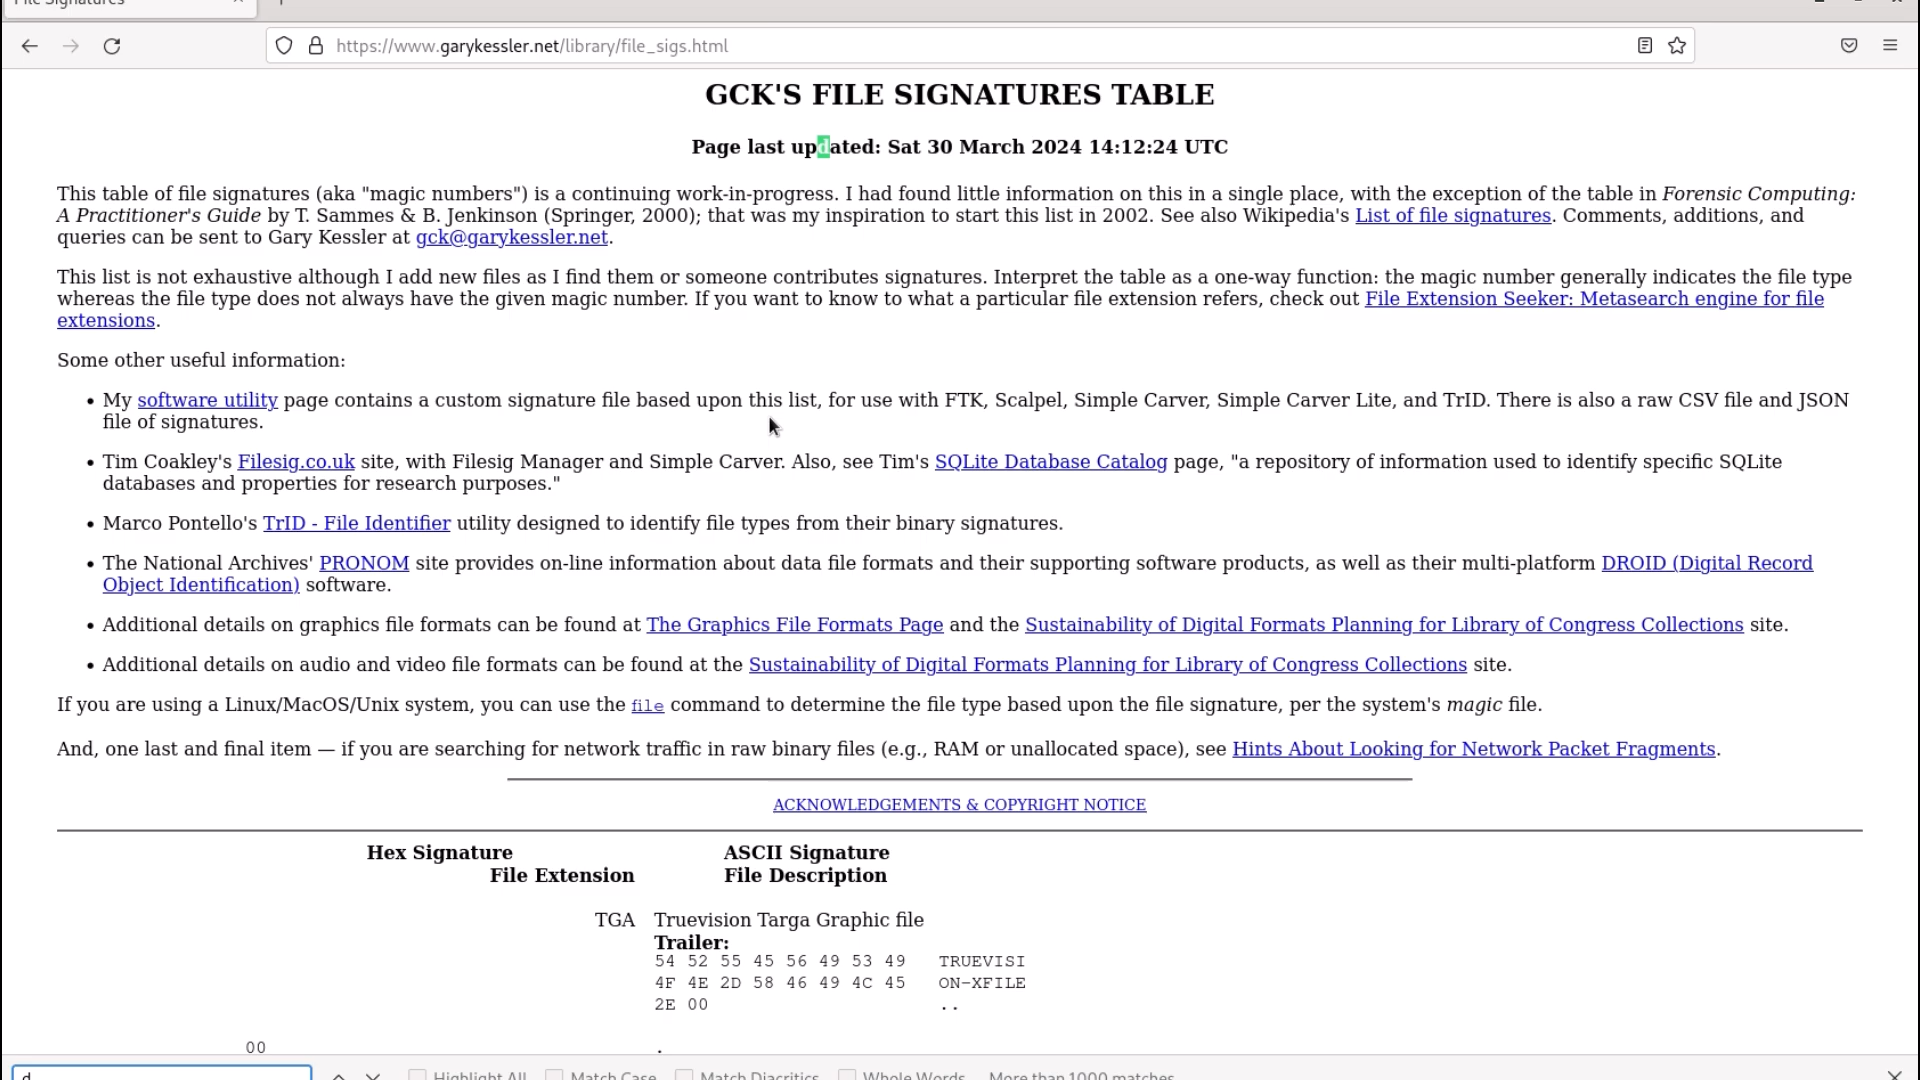 File Signatures
https://www.garykessler.net/library/file_sigs.html
GCK'S FILE SIGNATURES TABLE
Page last updated: Sat 30 March 2024 14:12:24 UTC
This table of file signatures (aka "magic numbers") is a continuing work-in-progress. I had found little information on this in a single place, with the exception of the table in Forensic Computing:
A Practitioner's Guide by T. Sammes & B. Jenkinson (Springer, 2000); that was my inspiration to start this list in 2002. See also Wikipedia's List of file signatures. Comments, additions, and
queries can be sent to Gary Kessler at gck@garykessler.net.
This list is not exhaustive although I add new files as I find them or someone contributes signatures. Interpret the table as a one-way function: the magic number generally indicates the file type
whereas the file type does not always have the given magic number. If you want to know to what a particular file extension refers, check out File Extension Seeker: Metasearch engine for file
extensions.
Some other useful information:
• My software utility page contains a custom signature file based upon this list, for use with FTK, Scalpel, Simple Carver, Simple Carver Lite, and TrID. There is also a raw CSV file and JSON
file of signatures.
• Tim Coakley's Filesig.co.uk site, with Filesig Manager and Simple Carver. Also, see Tim's SQLite Database Catalog page, "a repository of information used to identify specific SQLite
databases and properties for research purposes."
• Marco Pontello's TrID - File Identifier utility designed to identify file types from their binary signatures.
• The National Archives' PRONOM site provides on-line information about data file formats and their supporting software products, as well as their multi-platform DROID (Digital Record
Object Identification) software.
• Additional details on graphics file formats can be found at The Graphics File Formats Page and the Sustainability of Digital Formats Planning for Library of Congress Collections site.
• Additional details on audio and video file formats can be found at the Sustainability of Digital Formats Planning for Library of Congress Collections site.
If you are using a Linux/MacOS/Unix system, you can use the file command to determine the file type based upon the file signature, per the system's magic file.
And, one last and final item — if you are searching for network traffic in raw binary files (e.g., RAM or unallocated space), see Hints About Looking for Network Packet Fragments.
ACKNOWLEDGEMENTS & COPYRIGHT NOTICE
Hex Signature ASCII Signature
File Extension File Description
TGA Truevision Targa Graphic file
Trailer:
54 52 55 45 56 49 53 49 TRUEVISI
4F 4E 2D 58 46 49 4C 45 ON-XFILE
2E 00 ..
00 .
d Highlight All Match Case Match Diacritics Whole Words More than 1000 matches